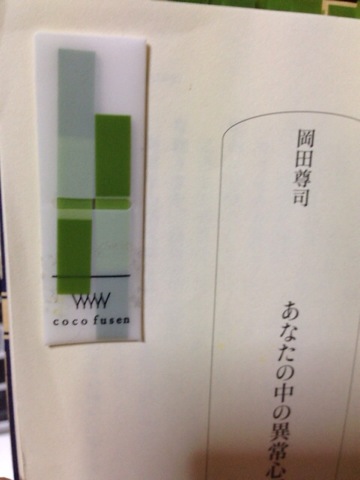 岡田尊司
あなたの中の異常心
coco fusen